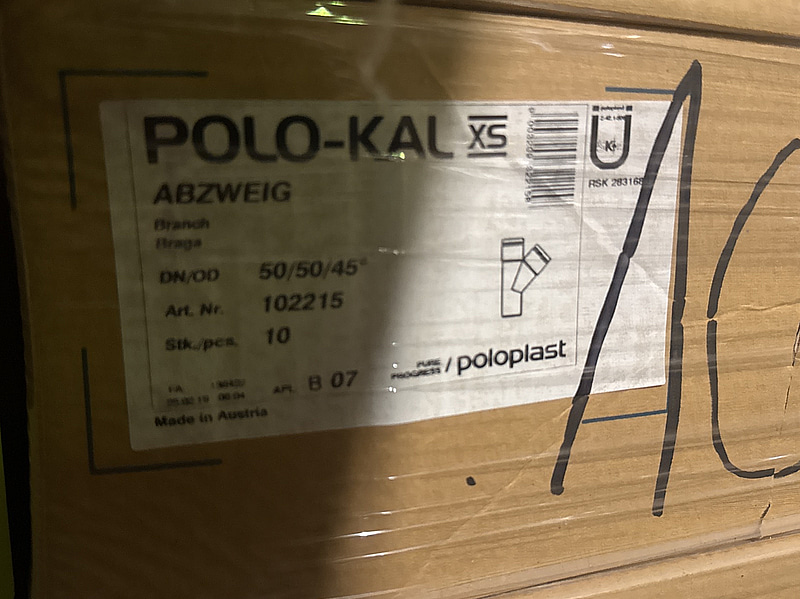 POLO-KAL XS
ABZWEIG
Branch
Braga
DN/OD 50/50/45°
Art. Nr. 102215
Stk./pcs. 10
APL B 07
Made in Austria
PURE PROGRESS / poloplast
RSK 283168